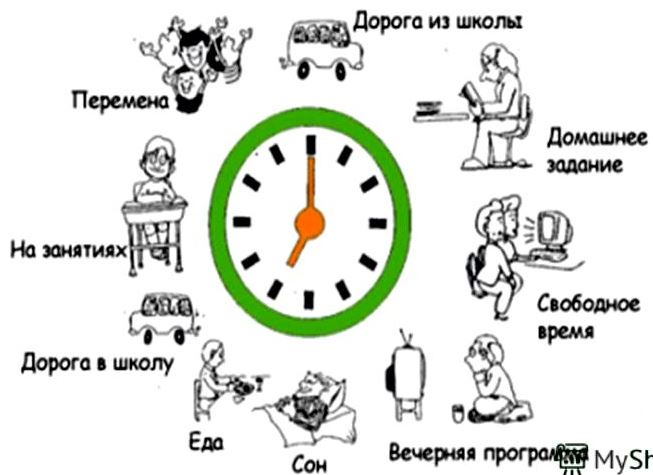 Дорога из школы
Перемена
Домашнее
задание
На занятиях
Свободное
время
Дорога в школу
Еда
Сон
Вечерняя программа
MySh